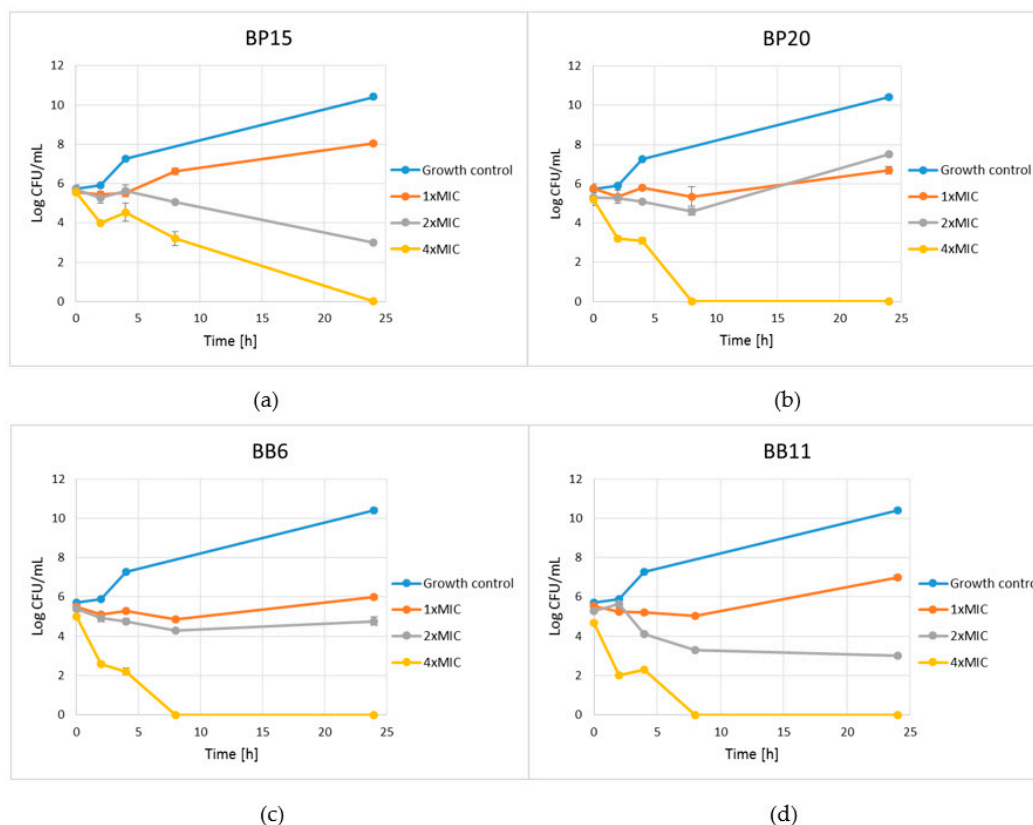 BP15
12
10
8
6
4
2
0
Log CFU/mL
0 5 10 15 20 25
Time [h]
Growth control
1xMIC
2xMIC
4xMIC
(a)
BP20
12
10
8
6
4
2
0
Log CFU/mL
0 5 10 15 20 25
Time [h]
Growth control
1xMIC
2xMIC
4xMIC
(b)
BB6
12
10
8
6
4
2
0
Log CFU/mL
0 5 10 15 20 25
Time [h]
Growth control
1xMIC
2xMIC
4xMIC
(c)
BB11
12
10
8
6
4
2
0
Log CFU/mL
0 5 10 15 20 25
Time [h]
Growth control
1xMIC
2xMIC
4xMIC
(d)